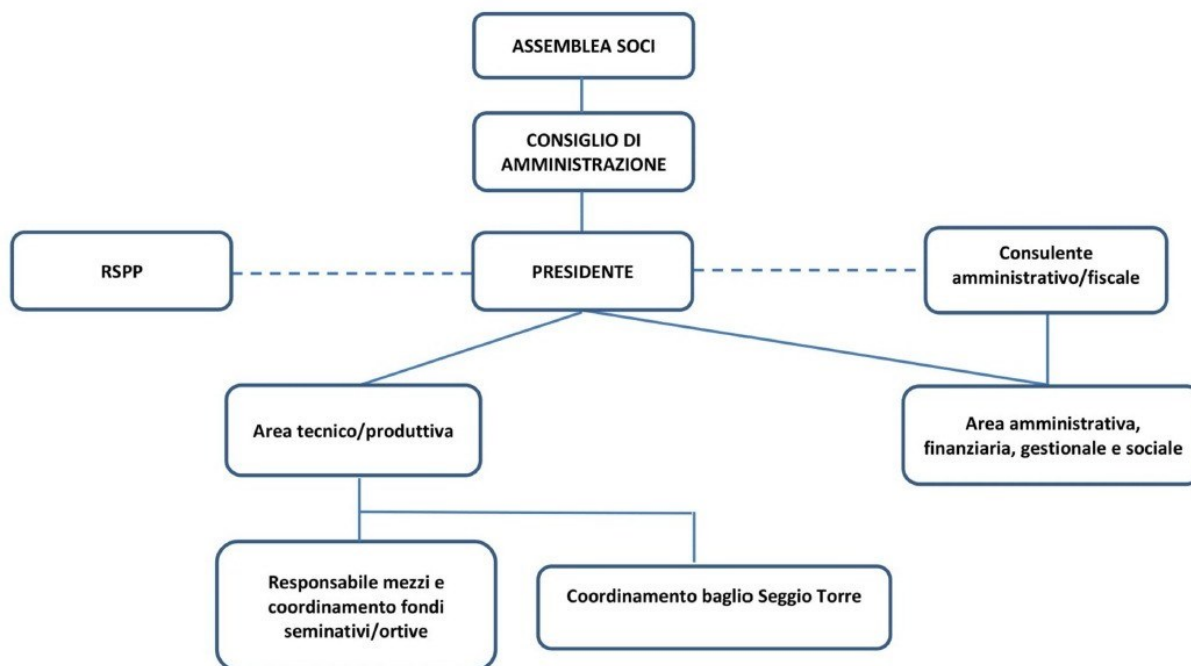 ASSEMBLEA SOCI
CONSIGLIO DI
AMMINISTRAZIONE
RSPP
PRESIDENTE
Consulente
amministrativo/fiscale
Area tecnico/produttiva
Area amministrativa,
finanziaria, gestionale e sociale
Responsabile mezzi e
coordinamento fondi
seminativi/ortive
Coordinamento baglio Seggio Torre